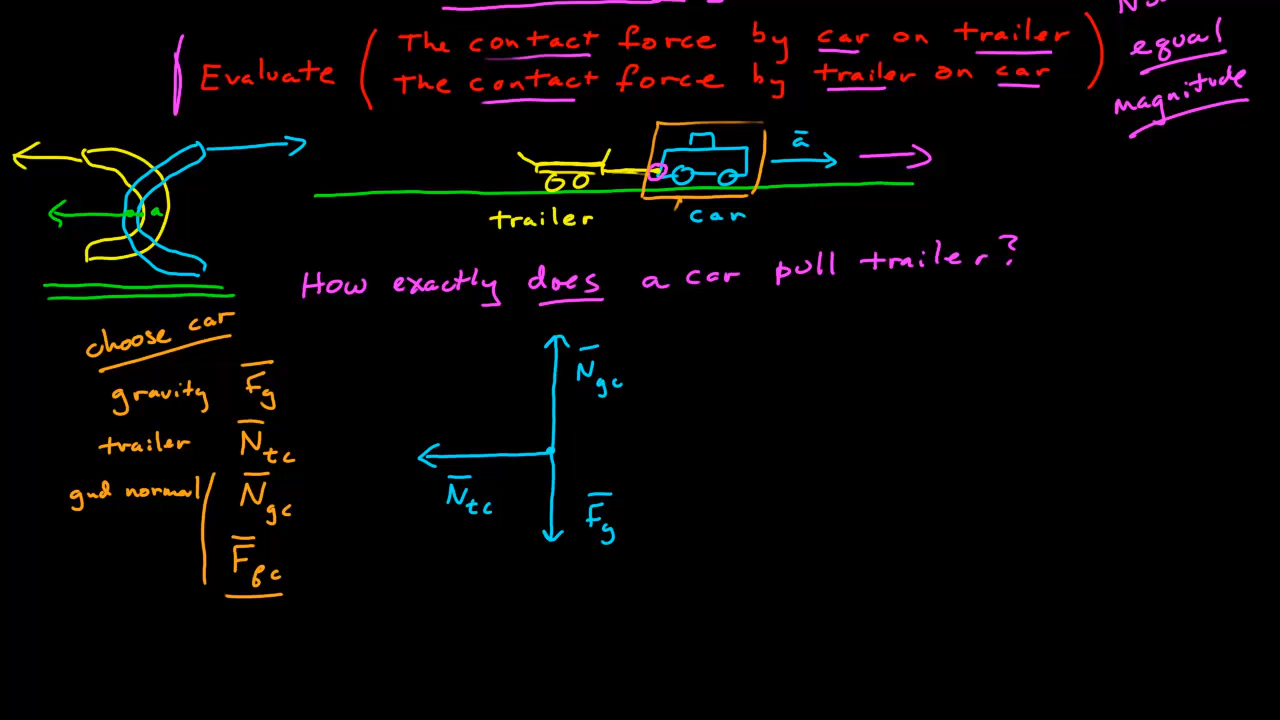 The contact force by car on trailer
Evaluate
The contact force by trailer on car
equal
magnitude
a
ā
trailer
car
How exactly does a car pull trailer?
choose car
gravity F̄g
trailer N̄tc
gnd normal N̄gc
F̄fc
N̄gc
N̄tc
F̄g